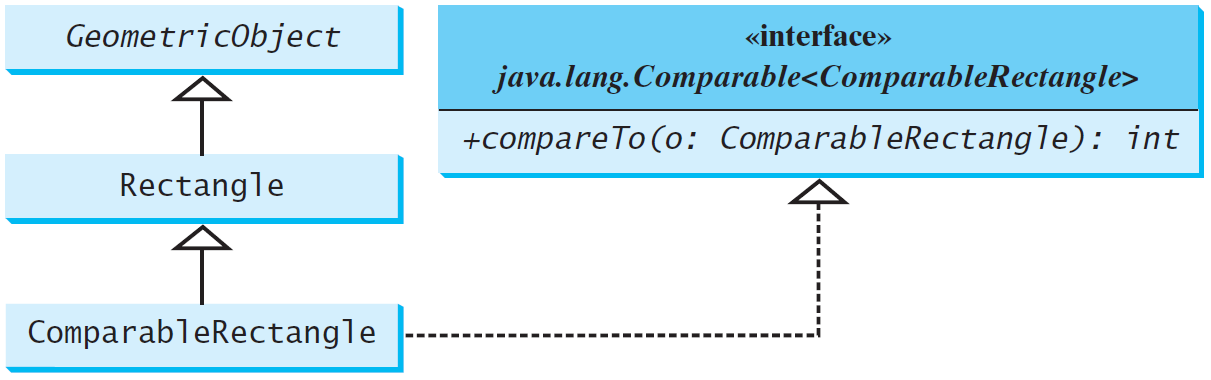 GeometricObject
«interface»
java.lang.Comparable<ComparableRectangle>
+compareTo(o: ComparableRectangle): int
Rectangle
ComparableRectangle